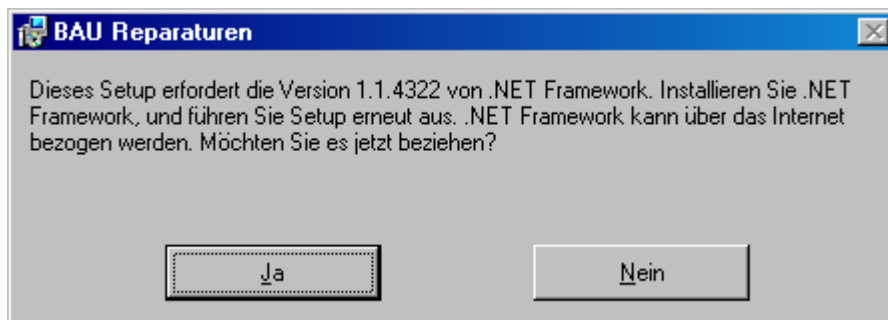 BAU Reparaturen
Dieses Setup erfordert die Version 1.1.4322 von .NET Framework. Installieren Sie .NET
Framework, und führen Sie Setup erneut aus. .NET Framework kann über das Internet
bezogen werden. Möchten Sie es jetzt beziehen?
Ja
Nein